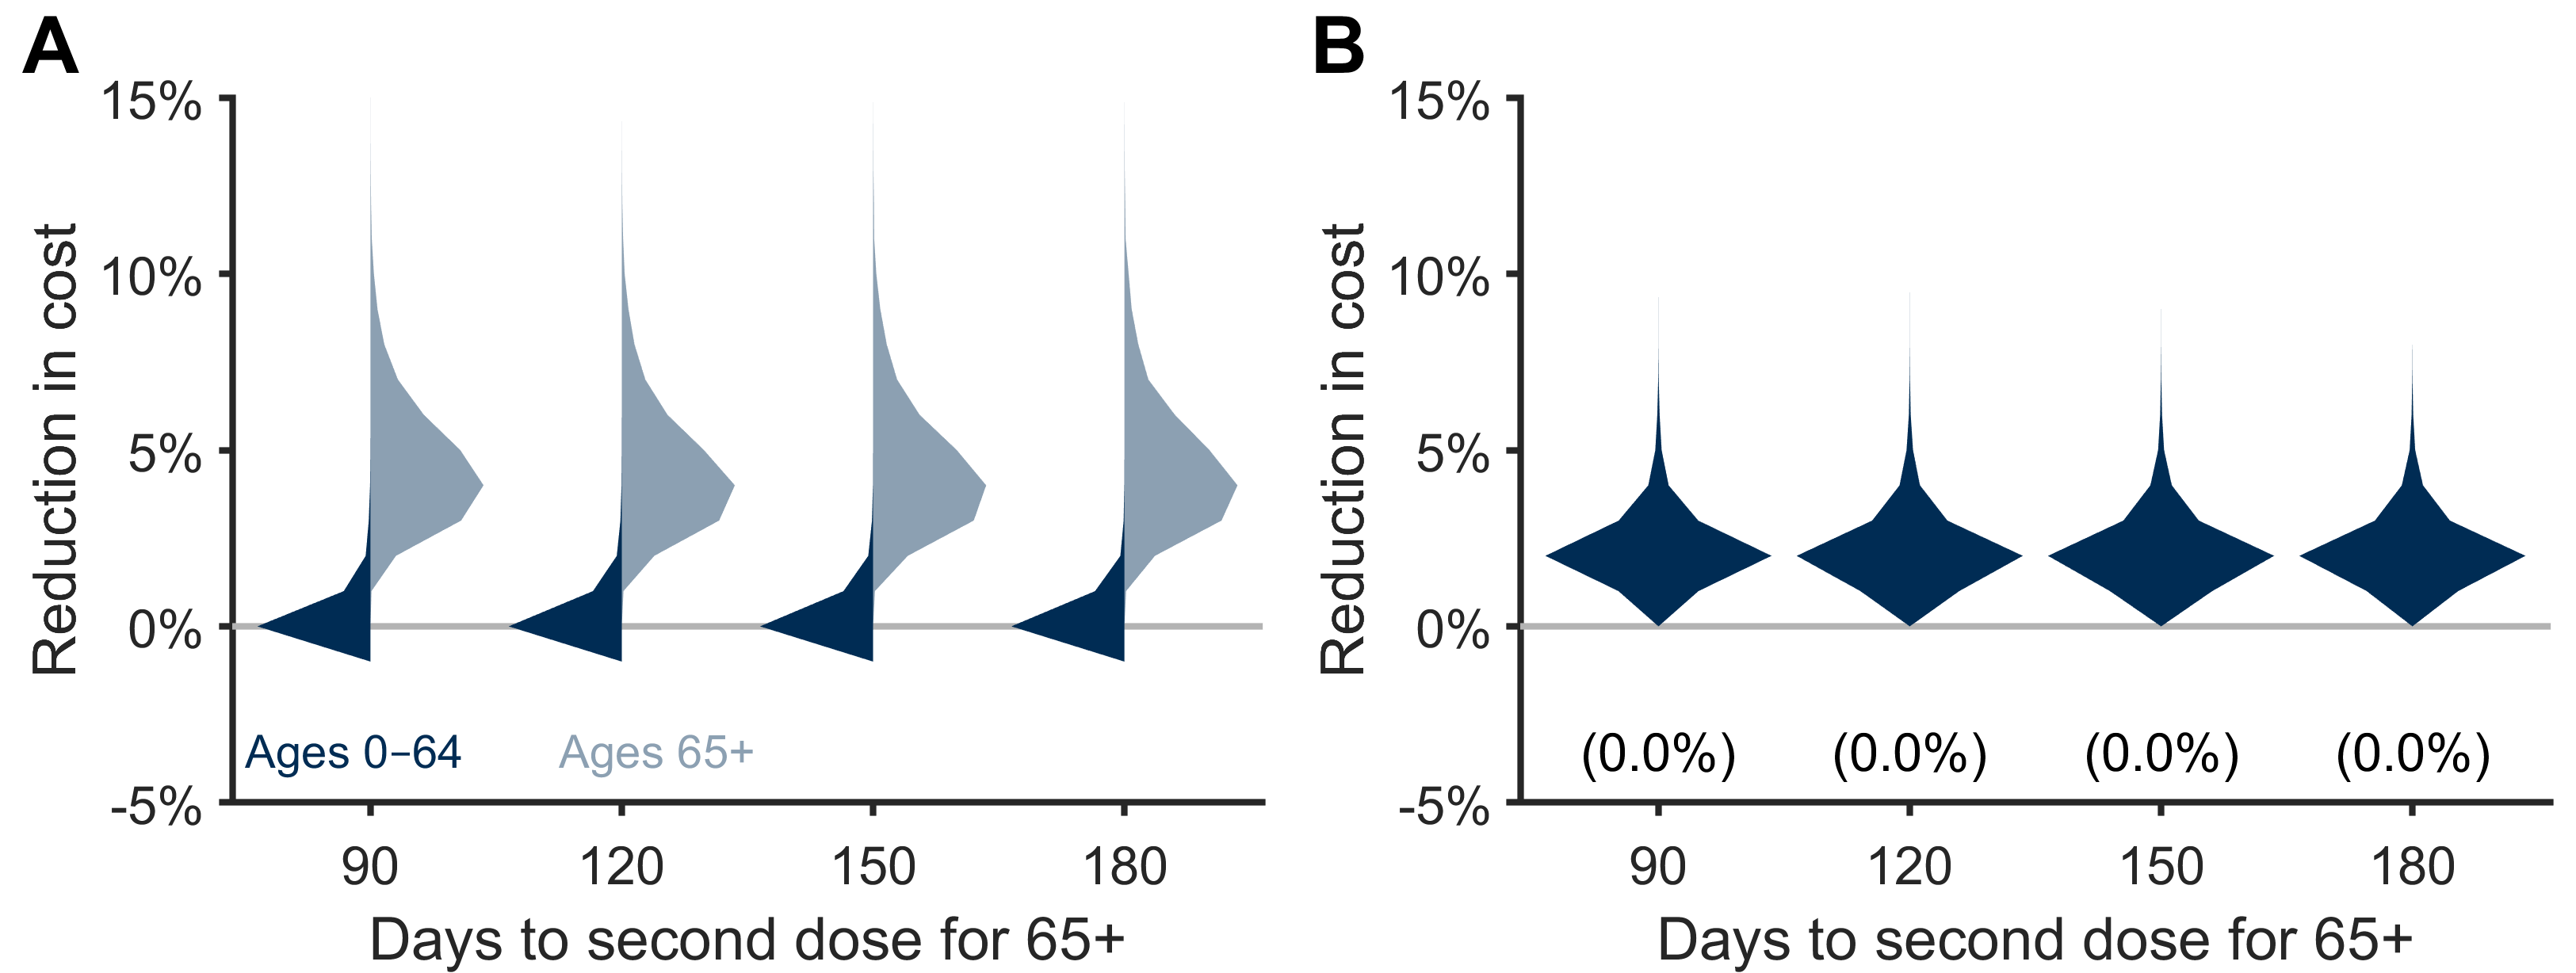 A
15%
10%
5%
0%
-5%
Reduction in cost
Ages 0–64
Ages 65+
90
120
150
180
Days to second dose for 65+
B
15%
10%
5%
0%
-5%
Reduction in cost
(0.0%)
(0.0%)
(0.0%)
(0.0%)
90
120
150
180
Days to second dose for 65+